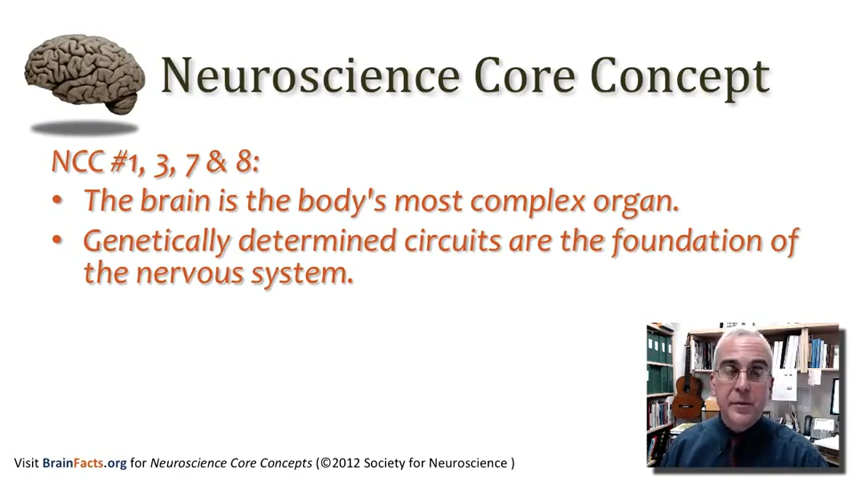 Neuroscience Core Concept
NCC #1, 3, 7 & 8:
• The brain is the body's most complex organ.
• Genetically determined circuits are the foundation of
the nervous system.
Visit BrainFacts.org for Neuroscience Core Concepts (©2012 Society for Neuroscience )